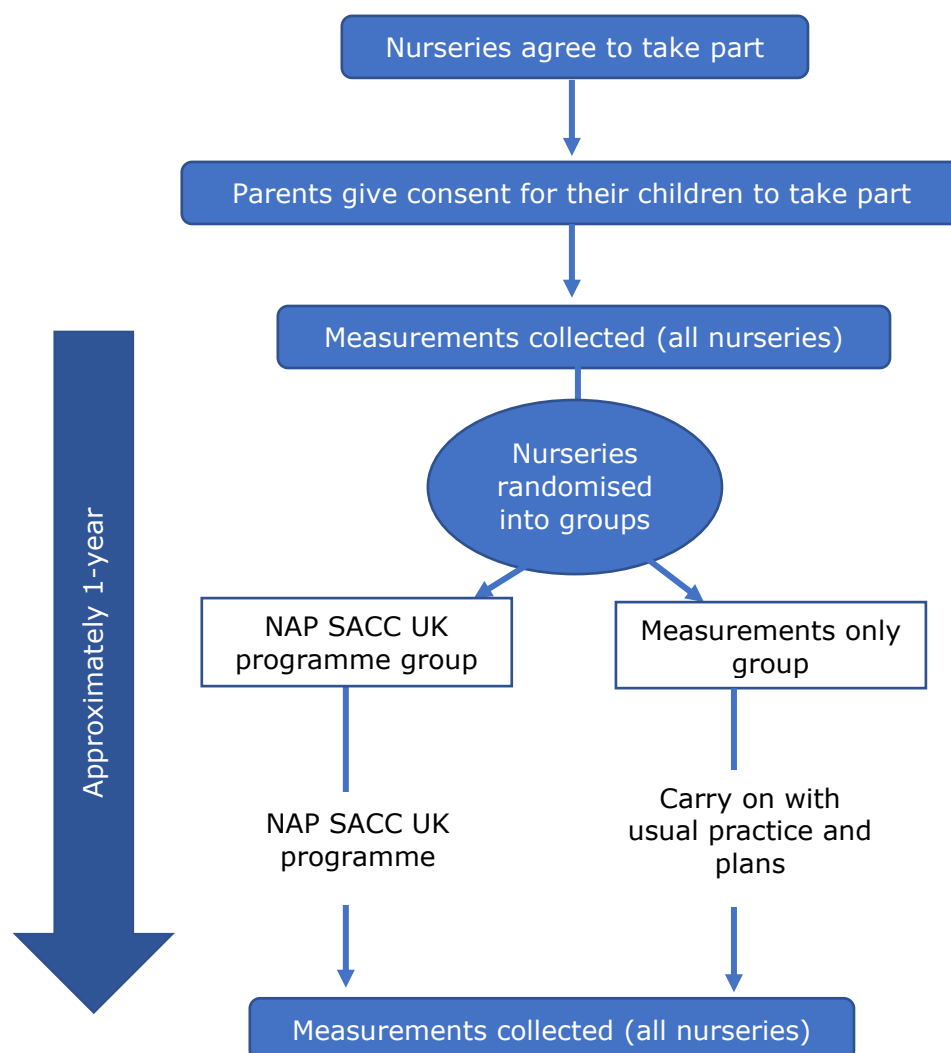 Nurseries agree to take part
Parents give consent for their children to take part
Measurements collected (all nurseries)
Nurseries
randomised
into groups
Approximately 1-year
NAP SACC UK
programme group
Measurements only
group
NAP SACC UK
programme
Carry on with
usual practice and
plans
Measurements collected (all nurseries)